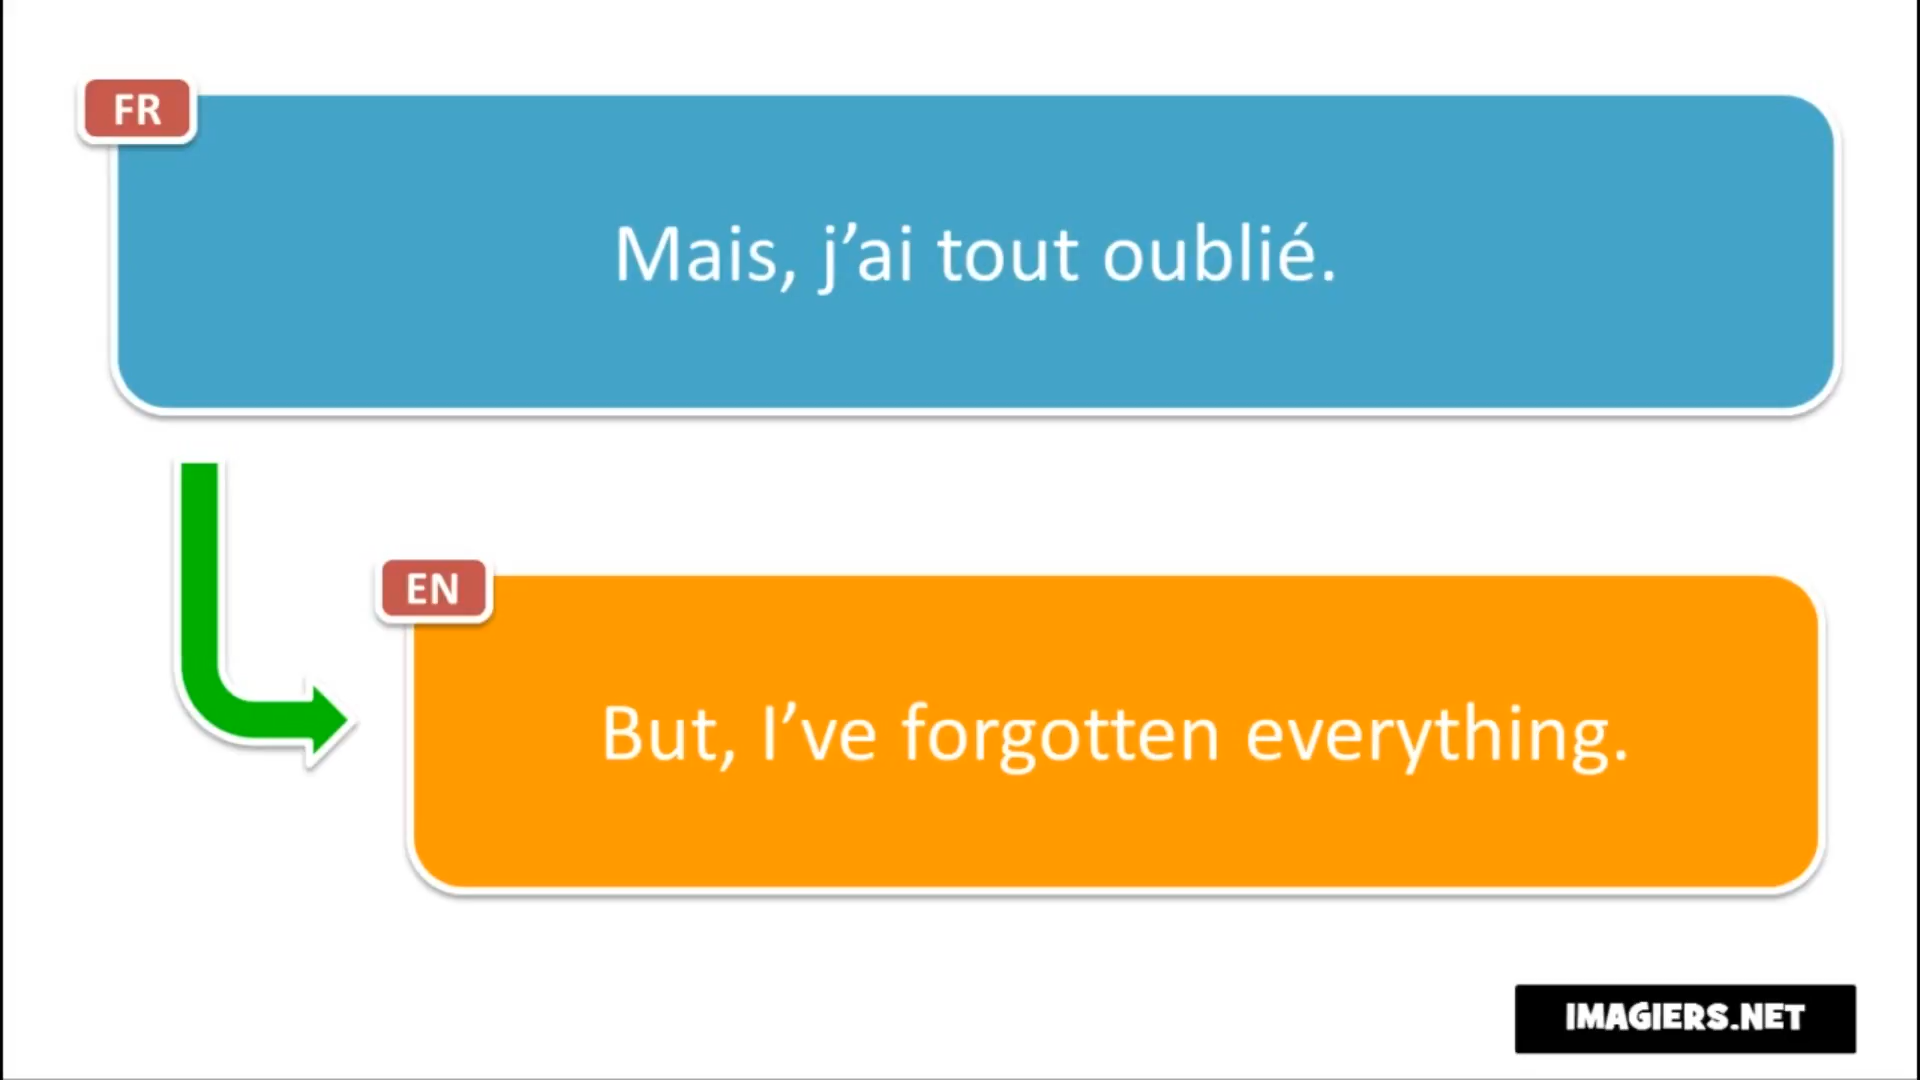 FR
Mais, j’ai tout oublié.
EN
But, I’ve forgotten everything.
IMAGIERS.NET